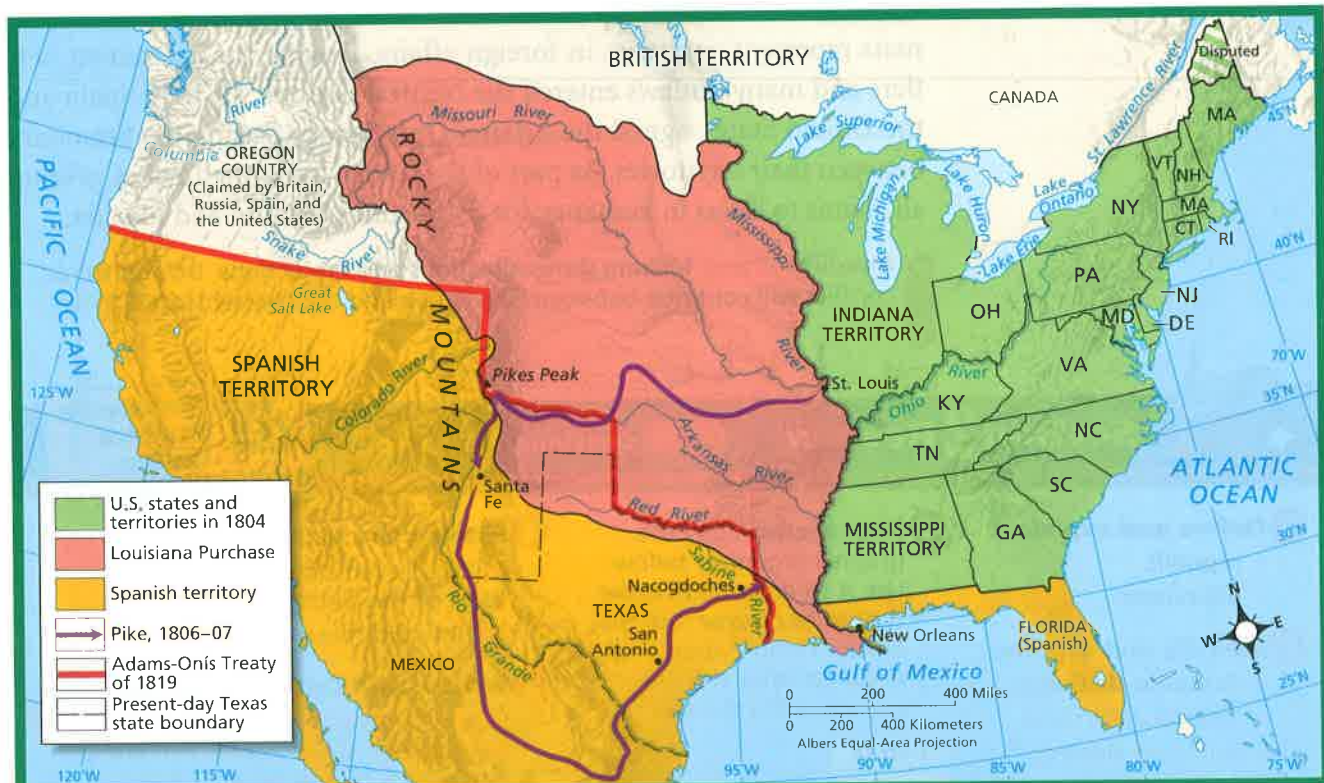 BRITISH TERRITORY
CANADA
Disputed
St. Lawrence River
MA
45°N
VT
NH
MA
CT
RI
NY
40°N
Lake Superior
Lake Michigan
Lake Huron
Lake Ontario
Lake Erie
Missouri River
Columbia
River
OREGON
COUNTRY
(Claimed by Britain,
Russia, Spain, and
the United States)
Snake
River
PACIFIC OCEAN
ROCKY MOUNTAINS
Mississippi
River
Great
Salt Lake
PA
NJ
MD
DE
OH
INDIANA
TERRITORY
SPANISH
TERRITORY
Pikes Peak
St. Louis
Ohio
River
KY
VA
70°W
35°N
125°W
Colorado River
Arkansas River
TN
NC
SC
ATLANTIC
OCEAN
Santa
Fe
Red River
MISSISSIPPI
TERRITORY
GA
30°N
Sabine
River
Nacogdoches
TEXAS
San
Antonio
Rio
Grande
MEXICO
New Orleans
FLORIDA
(Spanish)
Gulf of Mexico
N
W
E
S
25°N
0 200 400 Miles
0 200 400 Kilometers
Albers Equal-Area Projection
U.S. states and
territories in 1804
Louisiana Purchase
Spanish territory
Pike, 1806–07
Adams-Onís Treaty
of 1819
Present-day Texas
state boundary
120°W
115°W
95°W
90°W
85°W
80°W
75°W